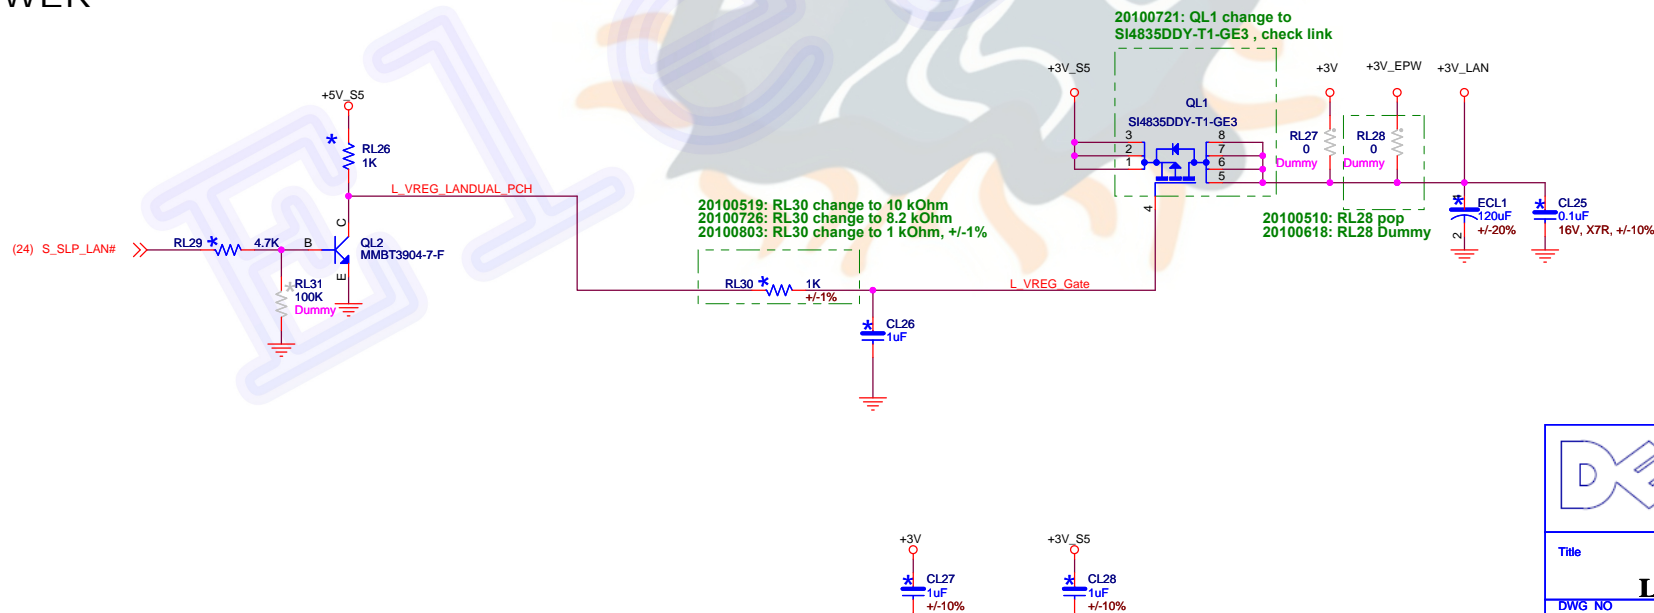 WER
20100721: QL1 change to
SI4835DDY-T1-GE3 , check link
+3V_S5
+3V
+3V_EPW
+3V_LAN
+5V_S5
*
RL26
1K
QL1
SI4835DDY-T1-GE3
3
2
1
8
7
6
5
4
RL27
0
Dummy
RL28
0
Dummy
L_VREG_LANDUAL_PCH
20100519: RL30 change to 10 kOhm
20100726: RL30 change to 8.2 kOhm
20100803: RL30 change to 1 kOhm, +/-1%
20100510: RL28 pop
20100618: RL28 Dummy
*
1
2
ECL1
120uF
+/-20%
*
CL25
0.1uF
16V, X7R, +/-10%
(24) S_SLP_LAN#
RL29 *
4.7K
B
C
E
QL2
MMBT3904-7-F
*
RL31
100K
Dummy
RL30 *
1K
+/-1%
L_VREG_Gate
*
CL26
1uF
+3V
*
CL27
1uF
+/-10%
+3V_S5
*
CL28
1uF
+/-10%
Title
L
DWG NO